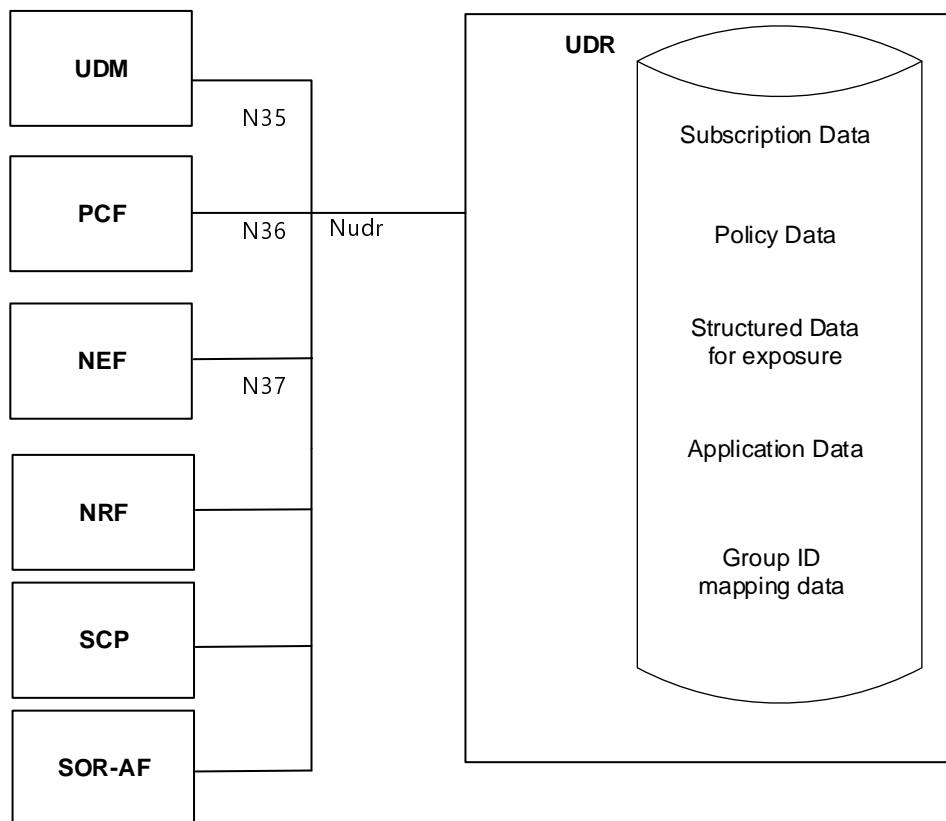 UDM
N35
PCF
N36
Nudr
NEF
N37
NRF
SCP
SOR-AF
UDR
Subscription Data
Policy Data
Structured Data
for exposure
Application Data
Group ID
mapping data